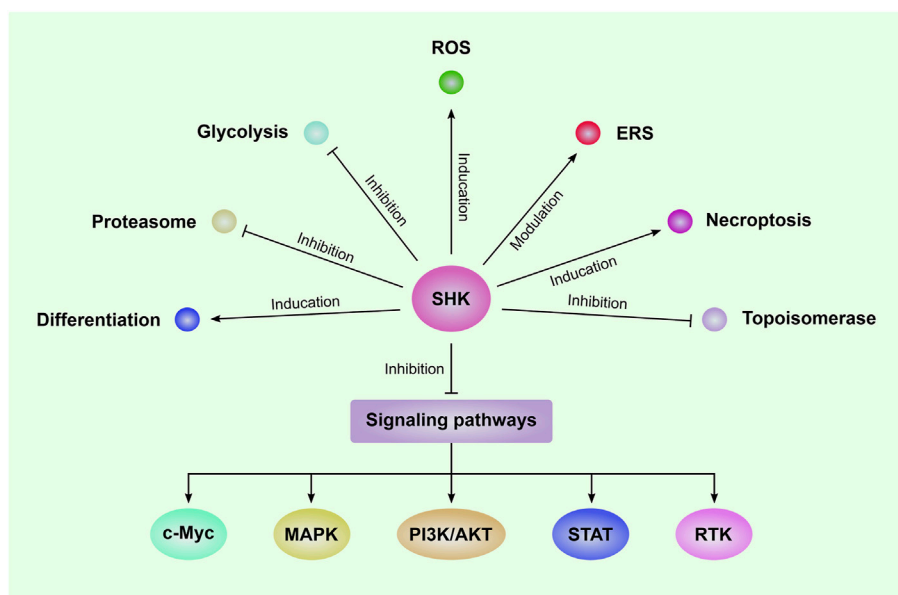 ROS
Glycolysis
ERS
Inhibition
Inducation
Modulation
Proteasome
Necroptosis
Inhibition
Inducation
SHK
Differentiation
Inducation
Inhibition
Topoisomerase
Inhibition
Signaling pathways
c-Myc
MAPK
PI3K/AKT
STAT
RTK